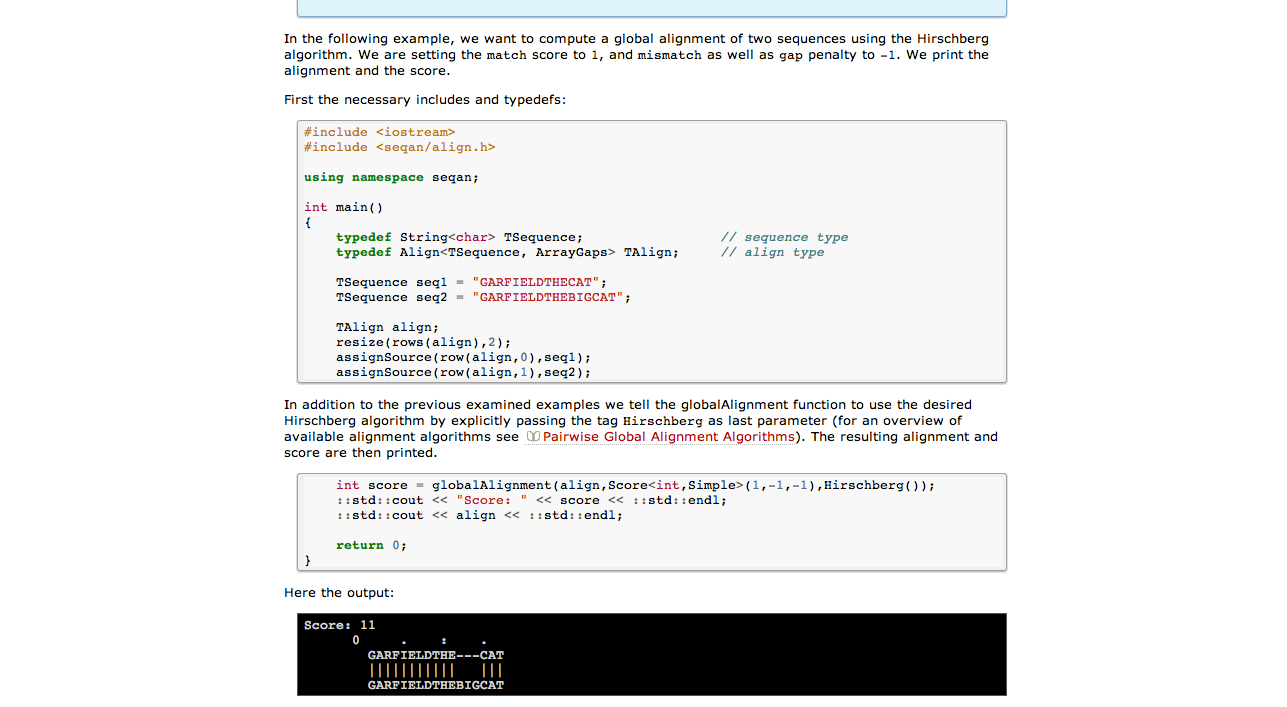 In the following example, we want to compute a global alignment of two sequences using the Hirschberg
algorithm. We are setting the match score to 1, and mismatch as well as gap penalty to -1. We print the
alignment and the score.
First the necessary includes and typedefs:
#include <iostream>
#include <seqan/align.h>
using namespace seqan;
int main()
{
    typedef String<char> TSequence;                 // sequence type
    typedef Align<TSequence, ArrayGaps> TAlign;     // align type
    TSequence seq1 = "GARFIELDTHECAT";
    TSequence seq2 = "GARFIELDTHEBIGCAT";
    TAlign align;
    resize(rows(align),2);
    assignSource(row(align,0),seq1);
    assignSource(row(align,1),seq2);
In addition to the previous examined examples we tell the globalAlignment function to use the desired
Hirschberg algorithm by explicitly passing the tag Hirschberg as last parameter (for an overview of
available alignment algorithms see Pairwise Global Alignment Algorithms). The resulting alignment and
score are then printed.
    int score = globalAlignment(align,Score<int,Simple>(1,-1,-1),Hirschberg());
    ::std::cout << "Score: " << score << ::std::endl;
    ::std::cout << align << ::std::endl;
    return 0;
}
Here the output:
Score: 11
      0     .    :    .
        GARFIELDTHE---CAT
        |||||||||||   |||
        GARFIELDTHEBIGCAT